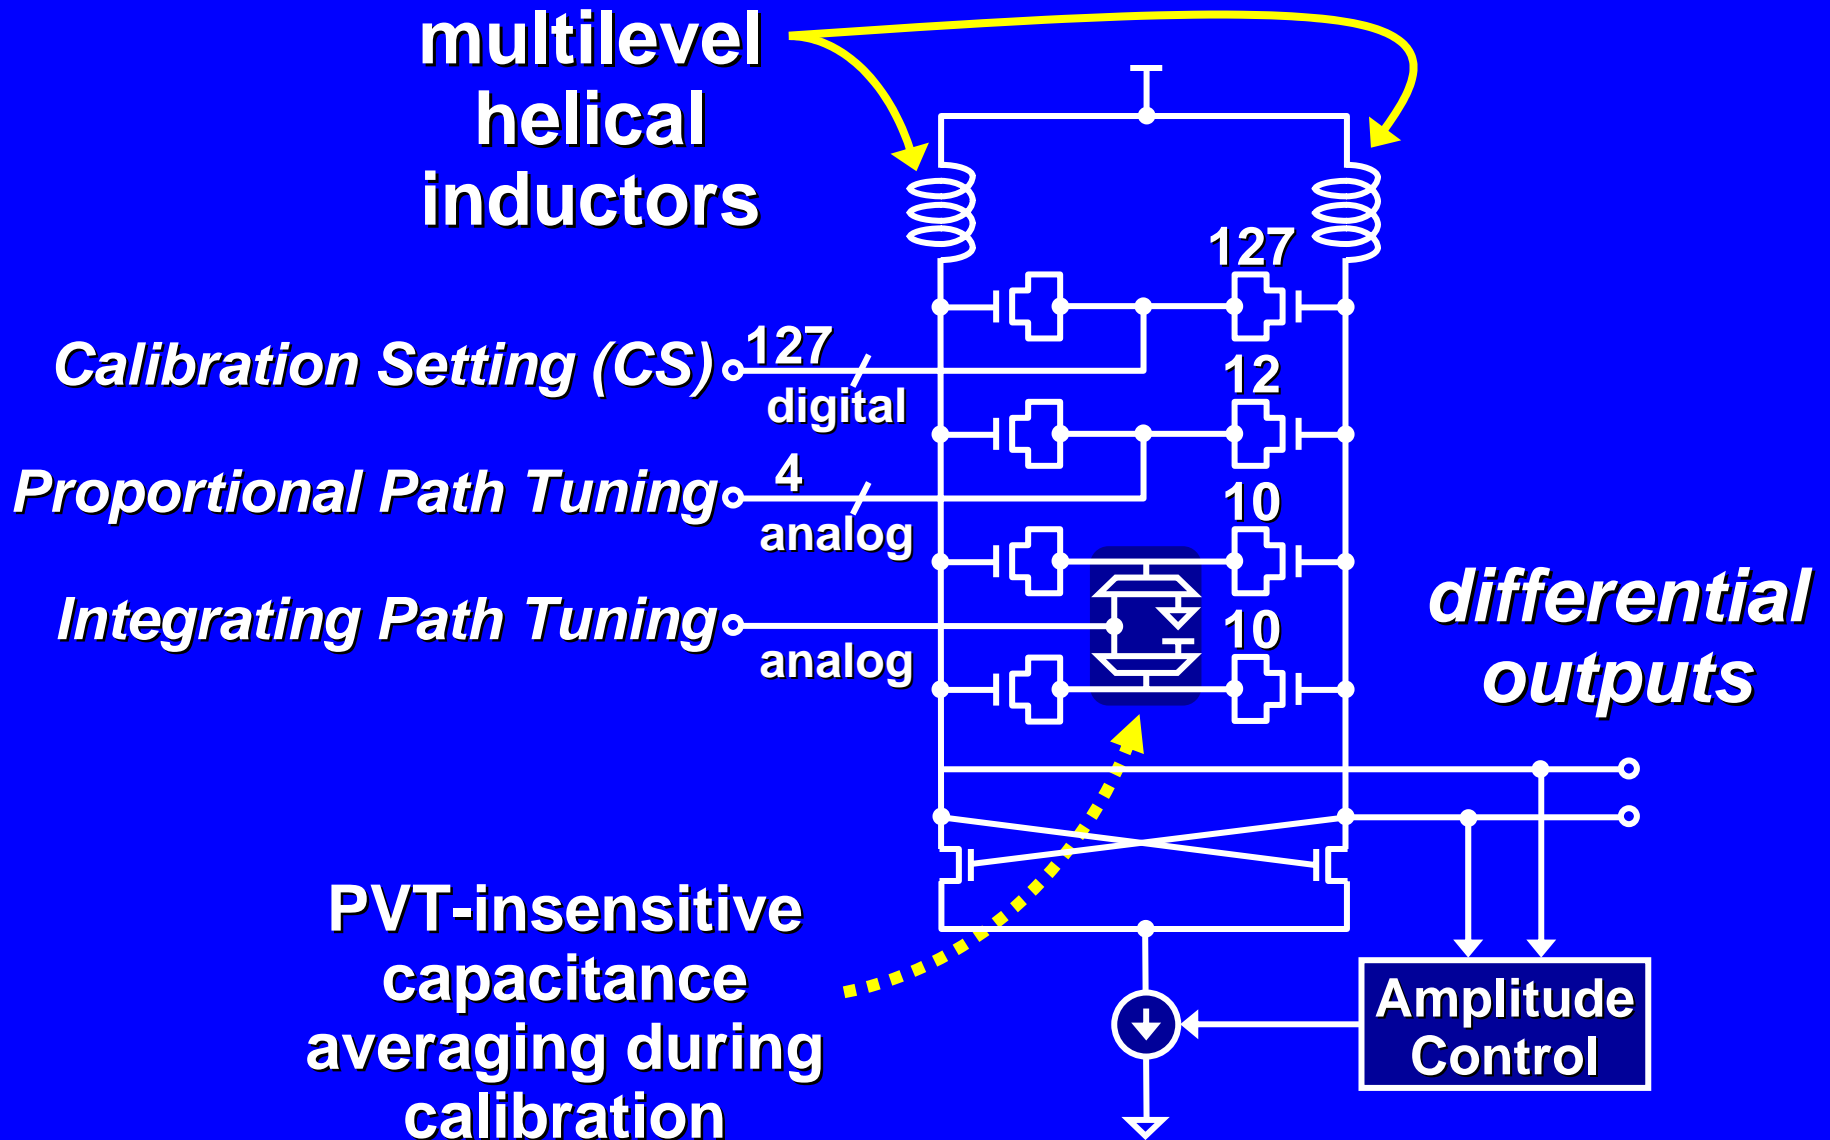 multilevel
helical
inductors
127
Calibration Setting (CS) 127
digital
12
Proportional Path Tuning 4
analog
10
Integrating Path Tuning
analog
10
differential
outputs
PVT-insensitive
capacitance
averaging during
calibration
Amplitude
Control